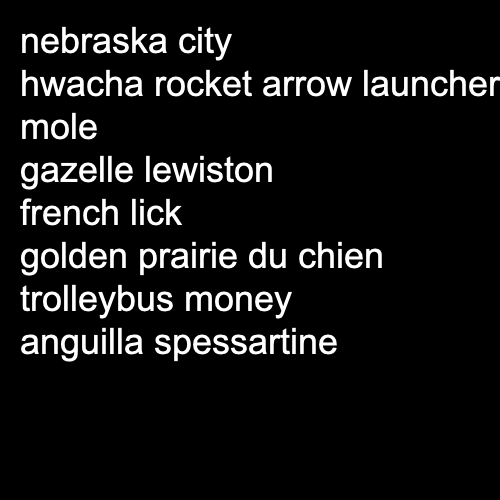 nebraska city
hwacha rocket arrow launcher
mole
gazelle lewiston
french lick
golden prairie du chien
trolleybus money
anguilla spessartine